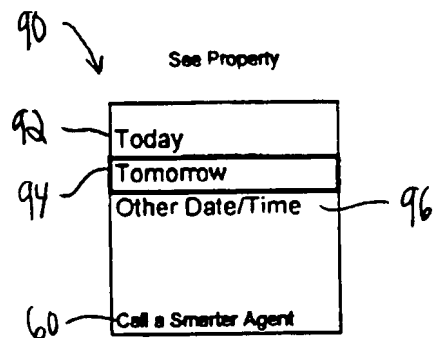 90
See Property
92
Today
94
Tomorrow
Other Date/Time
96
60
Call a Smarter Agent